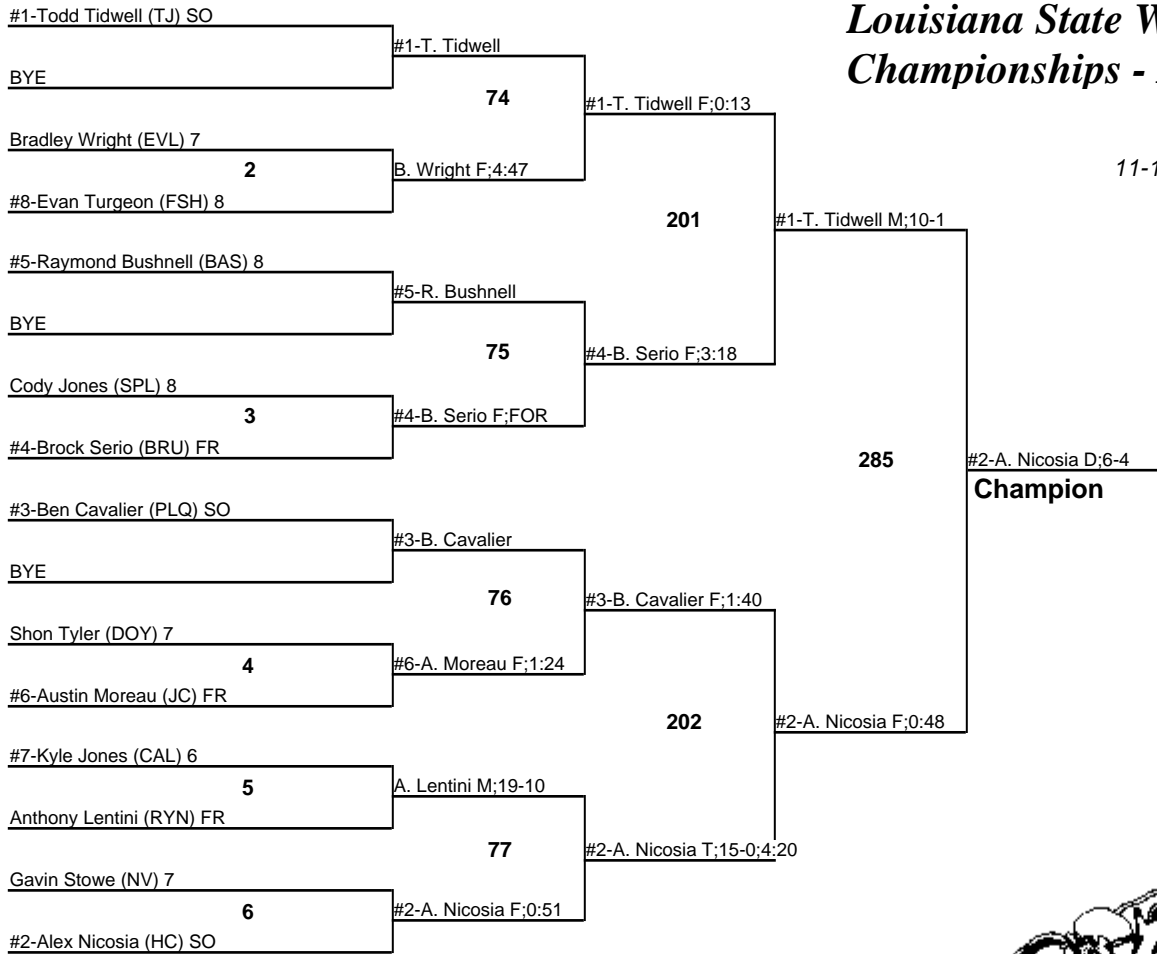 Louisiana State W
Championships -
11-1
#1-Todd Tidwell (TJ) SO
BYE
Bradley Wright (EVL) 7
2
#8-Evan Turgeon (FSH) 8
#5-Raymond Bushnell (BAS) 8
BYE
Cody Jones (SPL) 8
3
#4-Brock Serio (BRU) FR
#3-Ben Cavalier (PLQ) SO
BYE
Shon Tyler (DOY) 7
4
#6-Austin Moreau (JC) FR
#7-Kyle Jones (CAL) 6
5
Anthony Lentini (RYN) FR
Gavin Stowe (NV) 7
6
#2-Alex Nicosia (HC) SO
#1-T. Tidwell
74
B. Wright F;4:47
#5-R. Bushnell
75
#4-B. Serio F;FOR
#3-B. Cavalier
76
#6-A. Moreau F;1:24
A. Lentini M;19-10
77
#2-A. Nicosia F;0:51
#1-T. Tidwell F;0:13
201
#4-B. Serio F;3:18
#3-B. Cavalier F;1:40
202
#2-A. Nicosia T;15-0;4:20
#1-T. Tidwell M;10-1
285
#2-A. Nicosia F;0:48
#2-A. Nicosia D;6-4
Champion